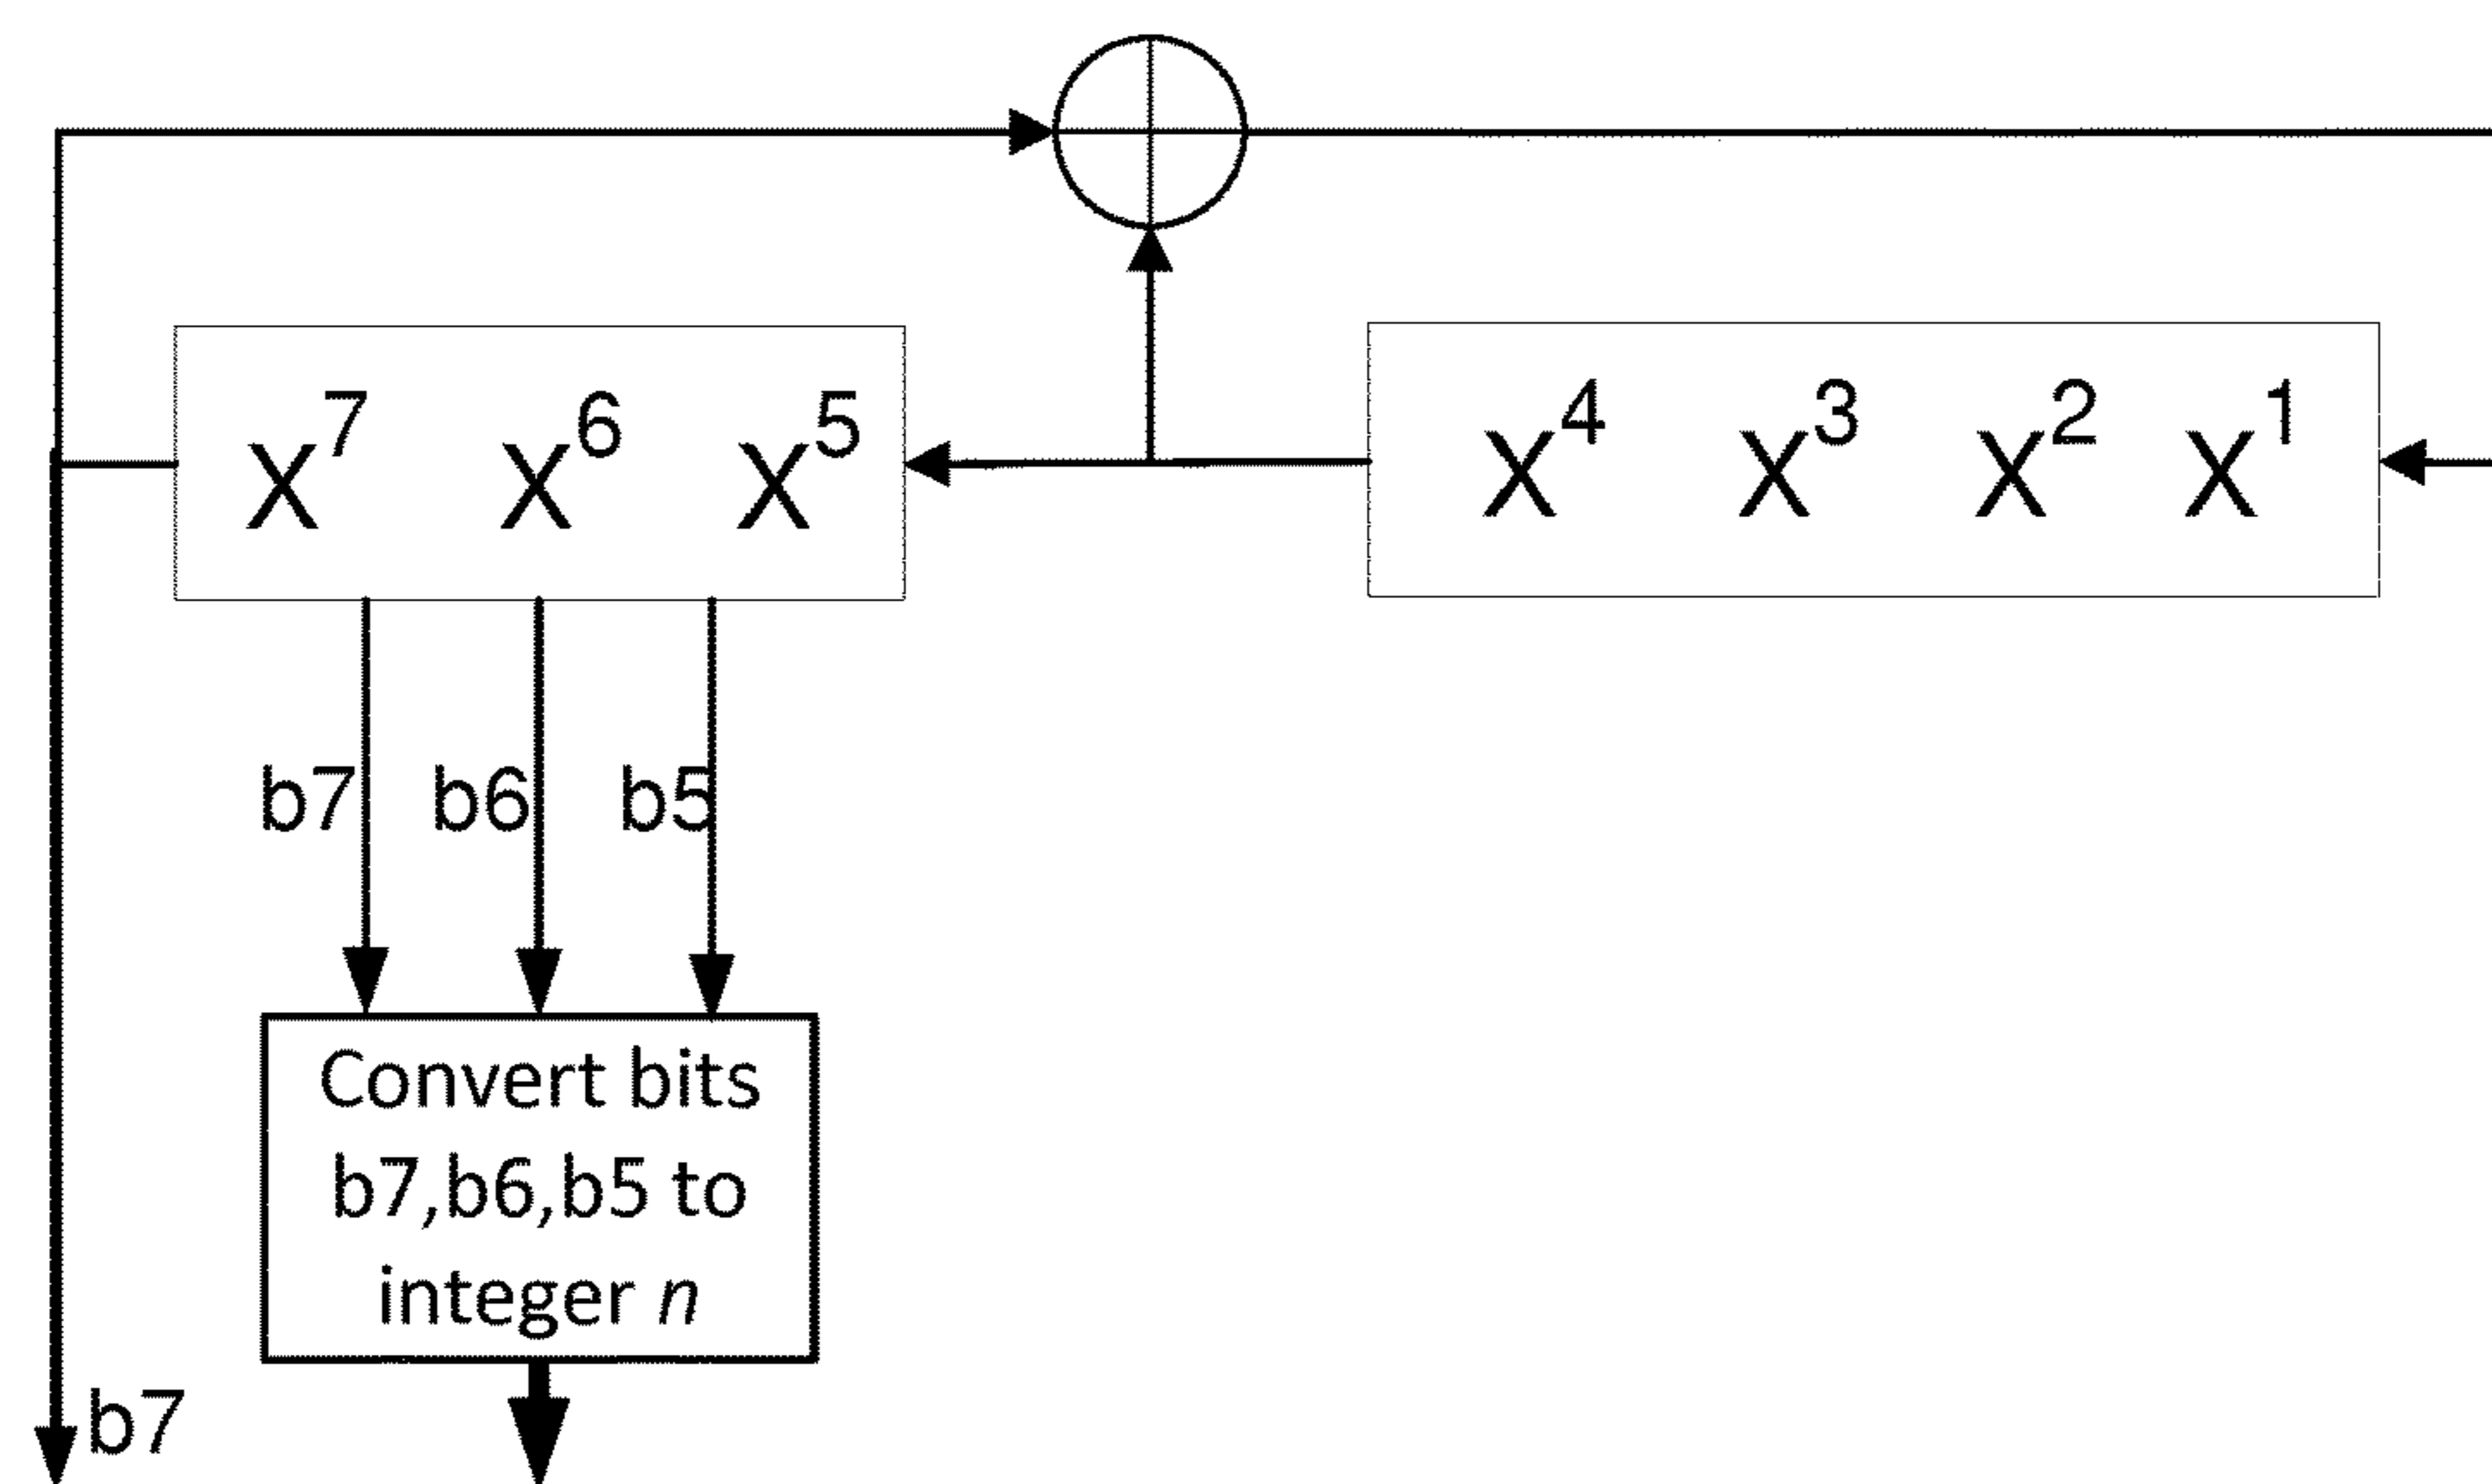 X⁷ X⁶ X⁵
X⁴ X³ X² X¹
b7 b6 b5
Convert bits
b7,b6,b5 to
integer n
b7